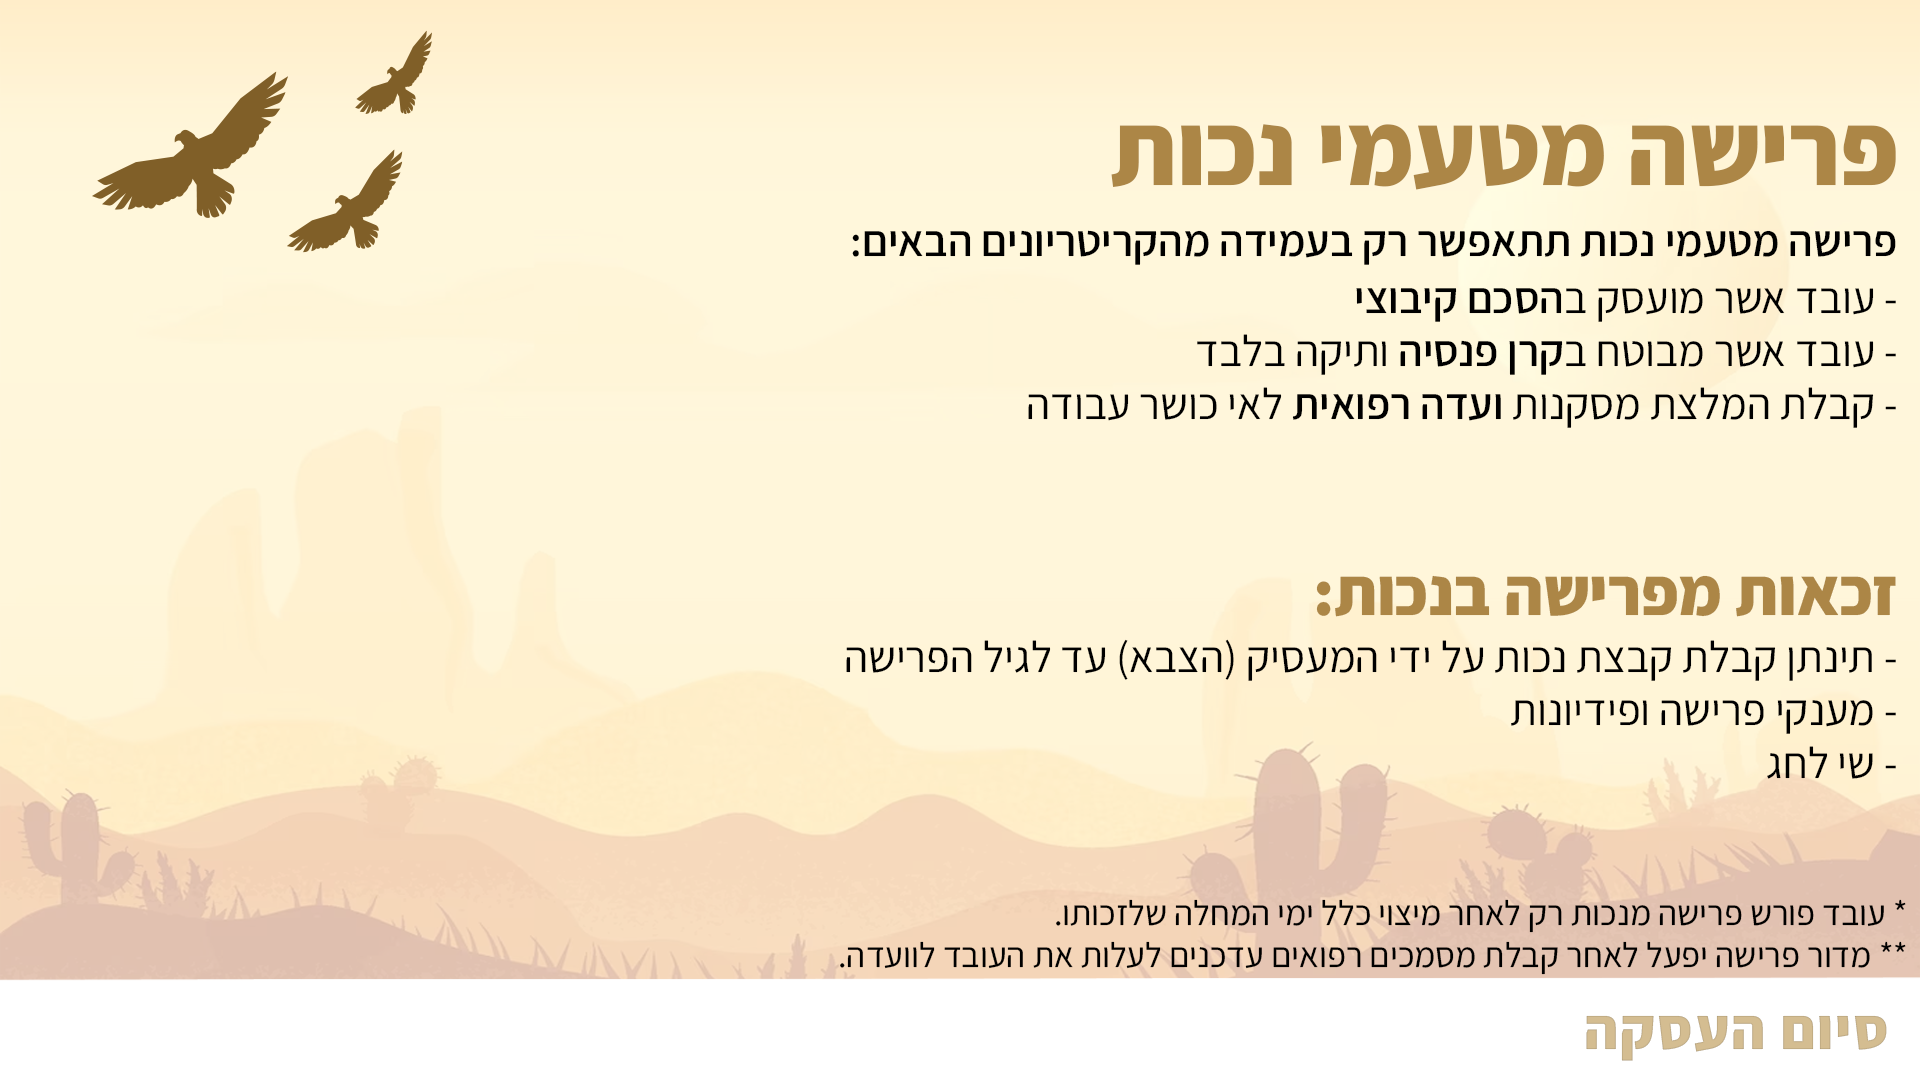 פרישה מטעמי נכות
פרישה מטעמי נכות תתאפשר רק בעמידה מהקריטריונים הבאים:
- עובד אשר מועסק בהסכם קיבוצי
- עובד אשר מבוטח בקרן פנסיה ותיקה בלבד
- קבלת המלצת מסקנות ועדה רפואית לאי כושר עבודה
זכאות מפרישה בנכות:
- תינתן קבלת קבצת נכות על ידי המעסיק (הצבא) עד לגיל הפרישה
- מענקי פרישה ופידיונות
- שי לחג
* עובד פורש פרישה מנכות רק לאחר מיצוי כלל ימי המחלה שלזכותו.
** מדור פרישה יפעל לאחר קבלת מסמכים רפואים עדכנים לעלות את העובד לוועדה.
סיום העסקה